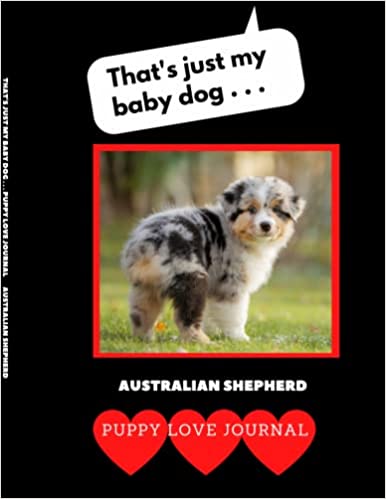 That's just my
baby dog . . .
AUSTRALIAN SHEPHERD
PUPPY LOVE JOURNAL
THAT'S JUST MY BABY DOG . . . PUPPY LOVE JOURNAL AUSTRALIAN SHEPHERD